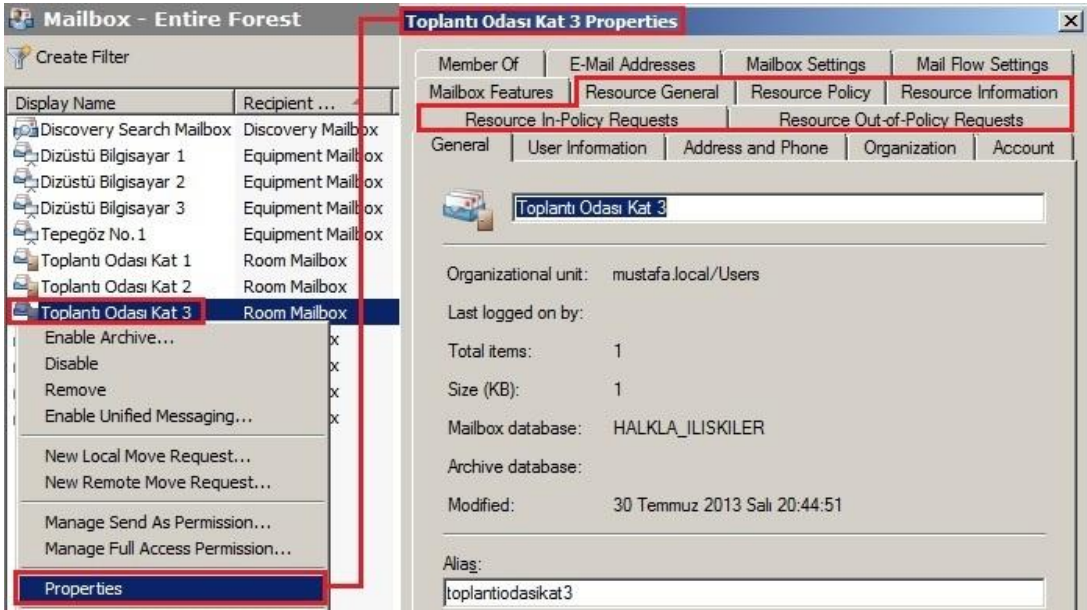 Mailbox - Entire Forest
Create Filter
Display Name Recipient ...
Discovery Search Mailbox Discovery Mailbox
Dizüstü Bilgisayar 1 Equipment Mailbox
Dizüstü Bilgisayar 2 Equipment Mailbox
Dizüstü Bilgisayar 3 Equipment Mailbox
Tepegöz No.1 Equipment Mailbox
Toplantı Odası Kat 1 Room Mailbox
Toplantı Odası Kat 2 Room Mailbox
Toplantı Odası Kat 3 Room Mailbox
Enable Archive...
Disable
Remove
Enable Unified Messaging...
New Local Move Request...
New Remote Move Request...
Manage Send As Permission...
Manage Full Access Permission...
Properties
Toplantı Odası Kat 3 Properties
Member Of E-Mail Addresses Mailbox Settings Mail Flow Settings
Mailbox Features Resource General Resource Policy Resource Information
Resource In-Policy Requests Resource Out-of-Policy Requests
General User Information Address and Phone Organization Account
Toplantı Odası Kat 3
Organizational unit: mustafa.local/Users
Last logged on by:
Total items: 1
Size (KB): 1
Mailbox database: HALKLA_ILISKILER
Archive database:
Modified: 30 Temmuz 2013 Salı 20:44:51
Alias:
toplantiodasikat3